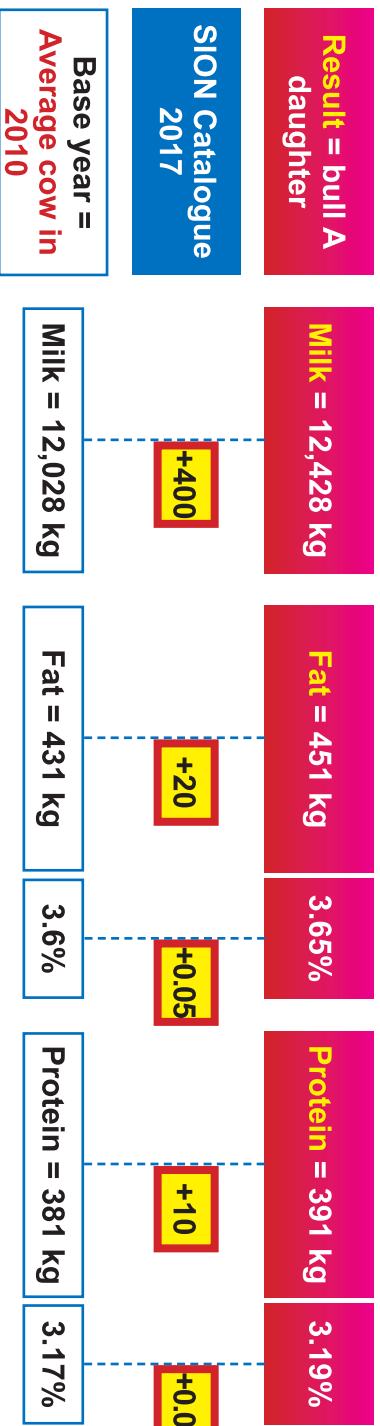 Result = bull A
daughter
Milk = 12,428 kg
Fat = 451 kg
3.65%
Protein = 391 kg
3.19%
SION Catalogue
2017
+400
+20
+0.05
+10
Base year =
Average cow in
2010
Milk = 12,028 kg
Fat = 431 kg
3.6%
Protein = 381 kg
3.17%